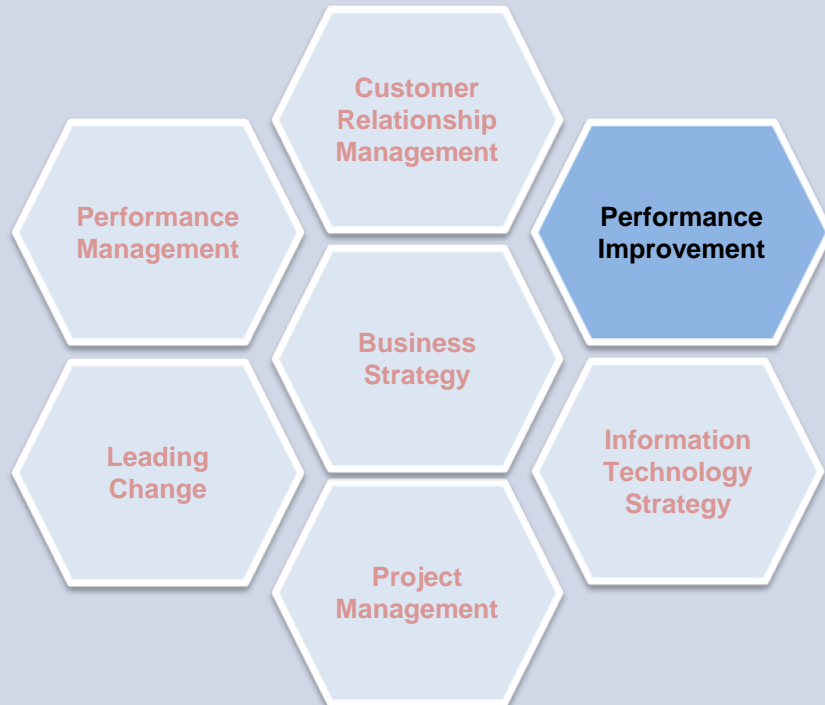 Customer
Relationship
Management
Performance
Management
Performance
Improvement
Business
Strategy
Leading
Change
Information
Technology
Strategy
Project
Management